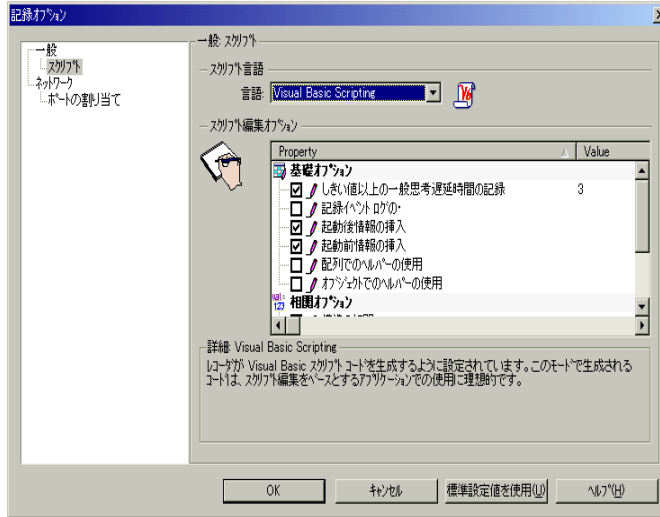 記録ｵﾌﾟｼｮﾝ
一般
ｽｸﾘﾌﾟﾄ
ﾈｯﾄﾜｰｸ
ﾎﾟｰﾄの割り当て
一般: ｽｸﾘﾌﾟﾄ
ｽｸﾘﾌﾟﾄ言語
言語: Visual Basic Scripting
ｽｸﾘﾌﾟﾄ編集ｵﾌﾟｼｮﾝ
Property Value
基礎ｵﾌﾟｼｮﾝ
しきい値以上の一般思考遅延時間の記録 3
記録ｲﾍﾞﾝﾄ ﾛｸﾞの･
起動後情報の挿入
起動前情報の挿入
配列でのﾍﾙﾊﾟｰの使用
ｵﾌﾞｼﾞｪｸﾄでのﾍﾙﾊﾟｰの使用
相関ｵﾌﾟｼｮﾝ
詳細: Visual Basic Scripting
ﾚｺｰﾀﾞが Visual Basic ｽｸﾘﾌﾟﾄ ｺｰﾄﾞを生成するように設定されています。このﾓｰﾄﾞで生成される
ｺｰﾄﾞは、ｽｸﾘﾌﾟﾄ編集をﾍﾞｰｽとするｱﾌﾟﾘｹｰｼｮﾝでの使用に理想的です。
OK ｷｬﾝｾﾙ 標準設定値を使用(U) ﾍﾙﾌﾟ(H)